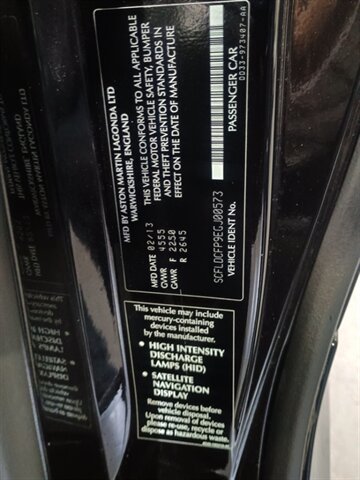 MFD BY ASTON MARTIN LAGONDA LTD
WARWICKSHIRE, ENGLAND
THIS VEHICLE CONFORMS TO ALL APPLICABLE
FEDERAL MOTOR VEHICLE SAFETY, BUMPER
AND THEFT PREVENTION STANDARDS IN
EFFECT ON THE DATE OF MANUFACTURE
02/13
GVWR 4555
GAWR F 2250
R 2645
SCFLDCFP9EGJ00573
VEHICLE IDENT No.
PASSENGER CAR
DD33-973407-AA
This vehicle may include
mercury-containing
devices installed by
the manufacturer.
• HIGH INTENSITY
DISCHARGE
LAMPS (HID)
• SATELLITE
NAVIGATION
DISPLAY
Remove devices before
vehicle disposal.
Upon removal of devices
please re-use, recycle or
dispose as hazardous waste.